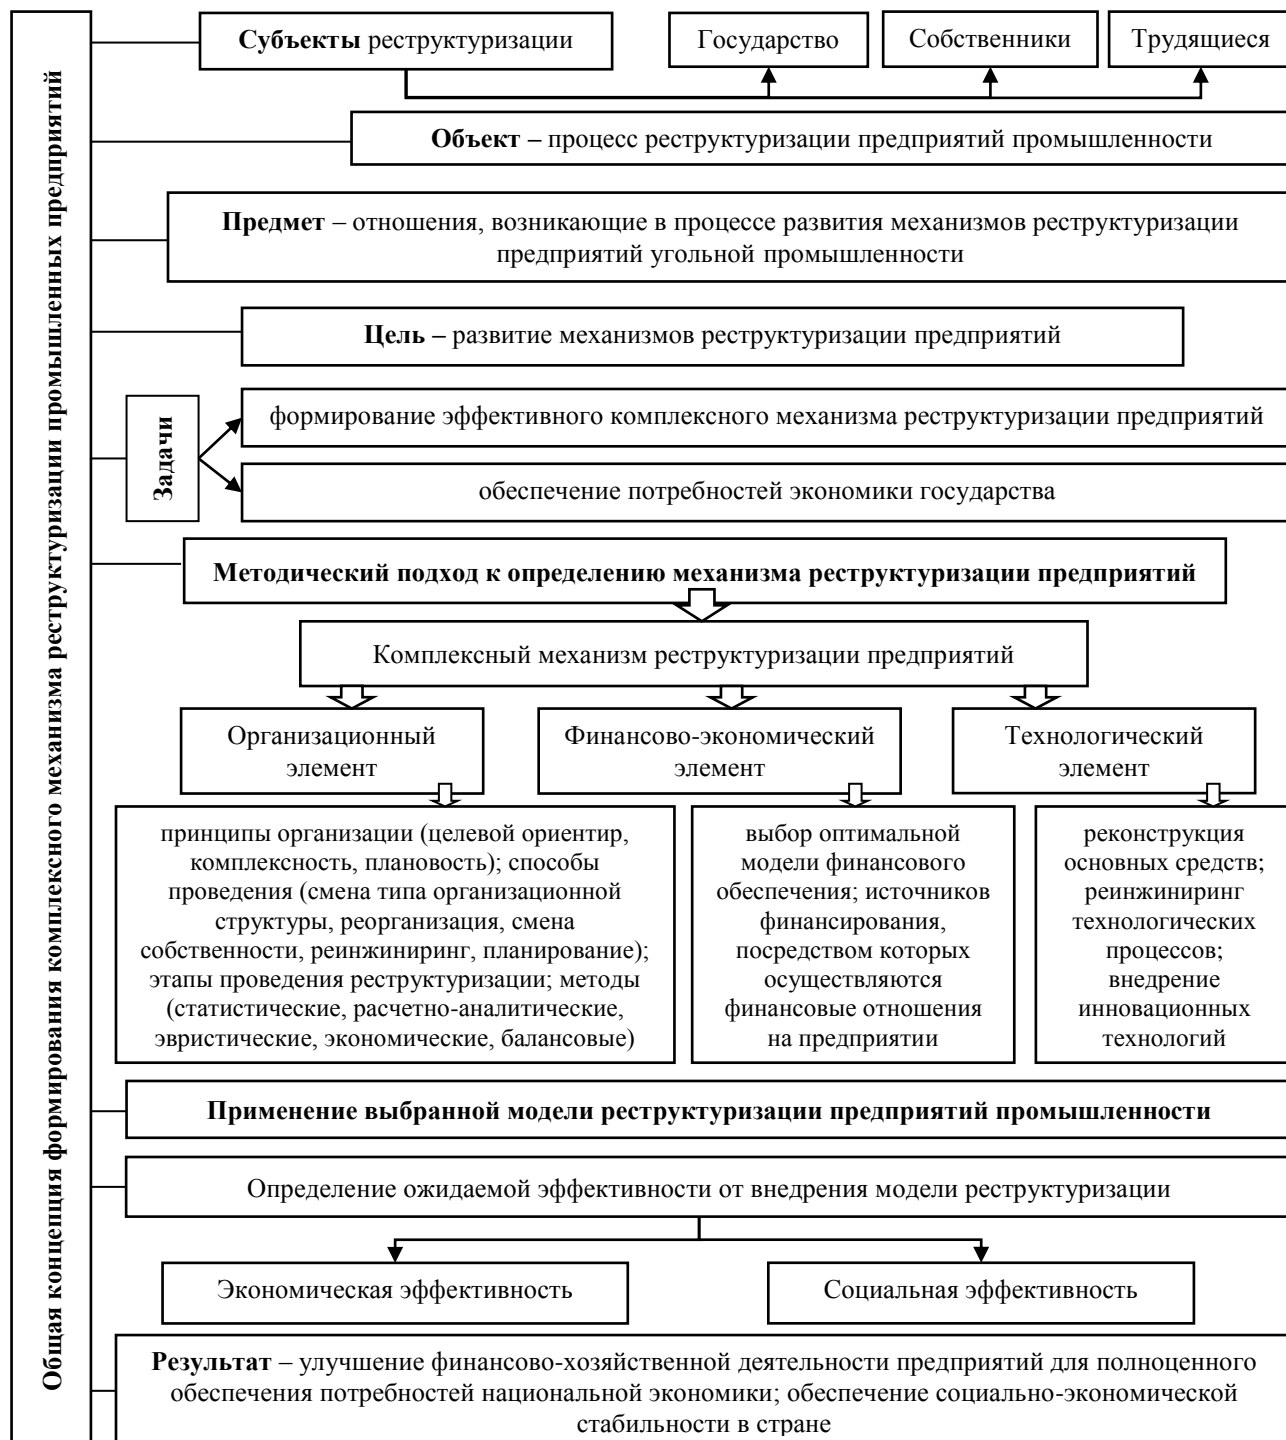 Общая концепция формирования комплексного механизма реструктуризации промышленных предприятий
Субъекты реструктуризации
Государство
Собственники
Трудящиеся
Объект – процесс реструктуризации предприятий промышленности
Предмет – отношения, возникающие в процессе развития механизмов реструктуризации
предприятий угольной промышленности
Цель – развитие механизмов реструктуризации предприятий
Задачи
формирование эффективного комплексного механизма реструктуризации предприятий
обеспечение потребностей экономики государства
Методический подход к определению механизма реструктуризации предприятий
Комплексный механизм реструктуризации предприятий
Организационный
элемент
Финансово-экономический
элемент
Технологический
элемент
принципы организации (целевой ориентир,
комплексность, плановость); способы
проведения (смена типа организационной
структуры, реорганизация, смена
собственности, реинжиниринг, планирование);
этапы проведения реструктуризации; методы
(статистические, расчетно-аналитические,
эвристические, экономические, балансовые)
выбор оптимальной
модели финансового
обеспечения; источников
финансирования,
посредством которых
осуществляются
финансовые отношения
на предприятии
реконструкция
основных средств;
реинжиниринг
технологических
процессов;
внедрение
инновационных
технологий
Применение выбранной модели реструктуризации предприятий промышленности
Определение ожидаемой эффективности от внедрения модели реструктуризации
Экономическая эффективность
Социальная эффективность
Результат – улучшение финансово-хозяйственной деятельности предприятий для полноценного
обеспечения потребностей национальной экономики; обеспечение социально-экономической
стабильности в стране